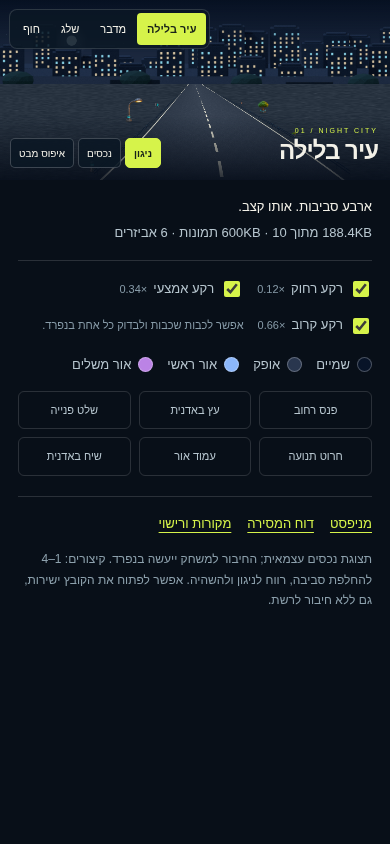 עיר בלילה מדבר שלג חוף
01 / NIGHT CITY
עיר בלילה
ניגון נכסים איפוס מבט
ארבע סביבות. אותו קצב.
188.4KB מתוך 600KB · 10 תמונות · 6 אביזרים
רקע רחוק 0.12× רקע אמצעי 0.34×
רקע קרוב 0.66× אפשר לכבות שכבות ולבדוק כל אחת בנפרד.
שמיים אופק אור ראשי אור משלים
פנס רחוב עץ באדנית שלט פנייה
חרוט תנועה עמוד אור שיח באדנית
מניפסט דוח המסירה מקורות ורישוי
תצוגת נכסים עצמאית; החיבור למשחק ייעשה בנפרד. קיצורים: 1–4
להחלפת סביבה, רווח לניגון ולהשהיה. אפשר לפתוח את הקובץ ישירות,
גם ללא חיבור לרשת.